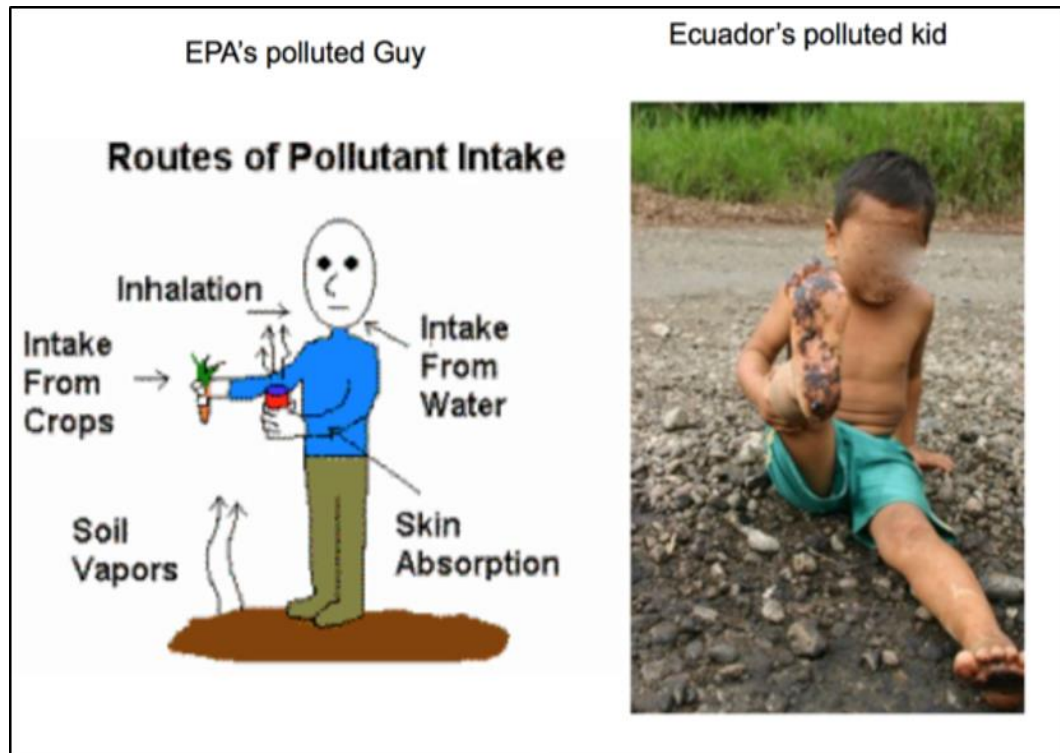 EPA's polluted Guy
Ecuador's polluted kid
Routes of Pollutant Intake
Inhalation
Intake
From
Crops
Intake
From
Water
Soil
Vapors
Skin
Absorption